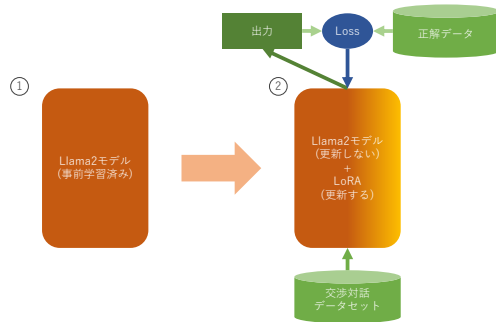 出力
Loss
正解データ
①
Llama2モデル
(事前学習済み)
②
Llama2モデル
(更新しない)
+
LoRA
(更新する)
交渉対話
データセット